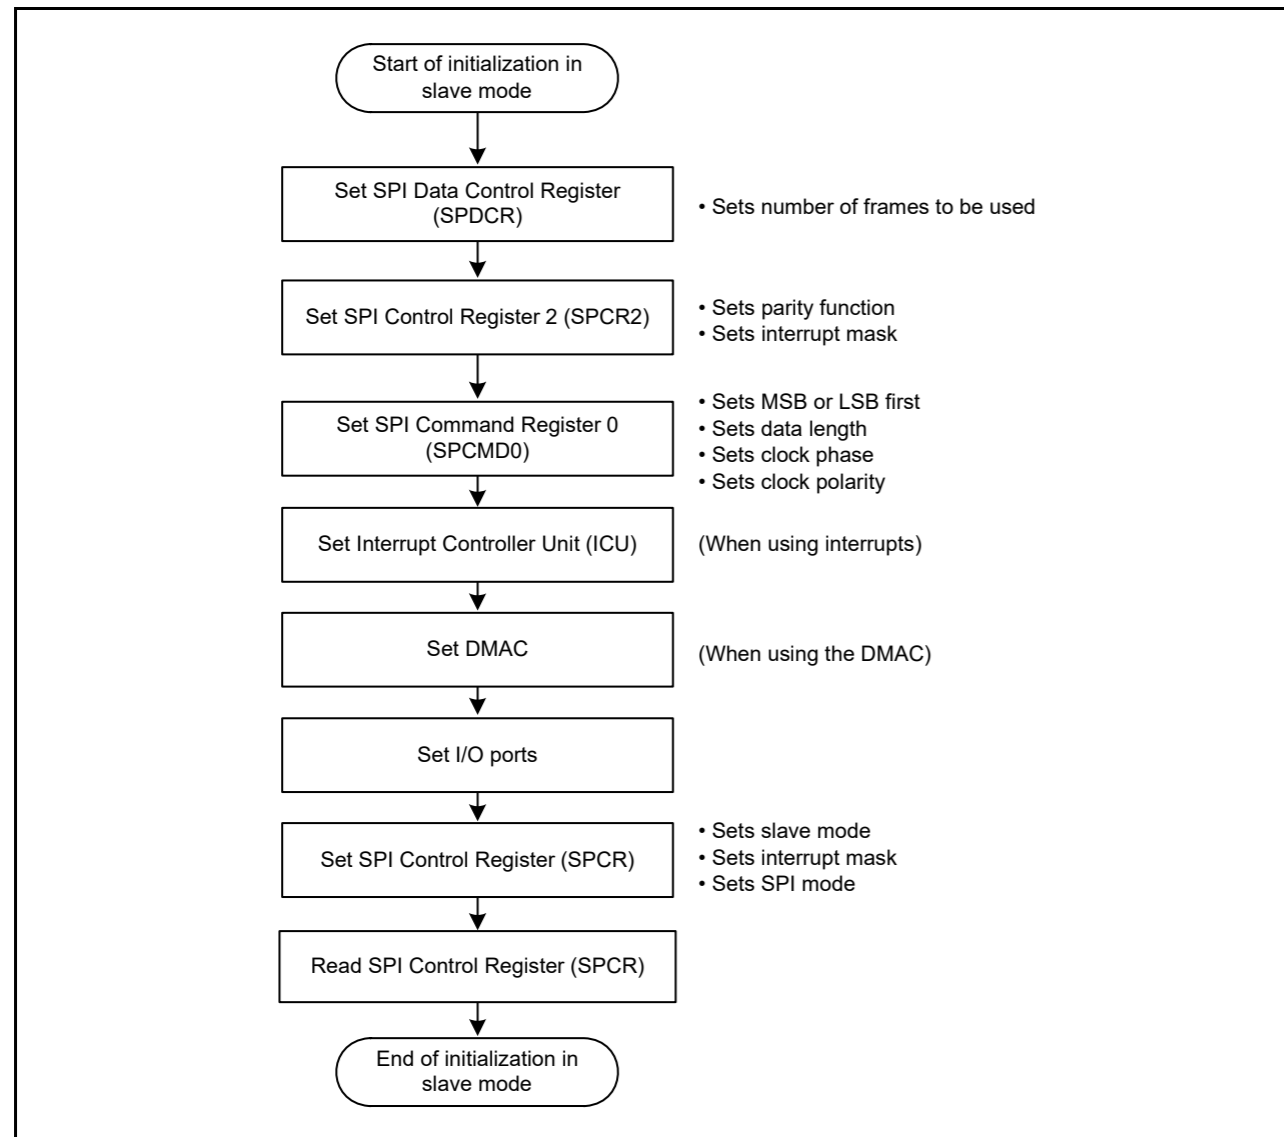 Start of initialization in
slave mode
Set SPI Data Control Register
(SPDCR)
• Sets number of frames to be used
Set SPI Control Register 2 (SPCR2)
• Sets parity function
• Sets interrupt mask
Set SPI Command Register 0
(SPCMD0)
• Sets MSB or LSB first
• Sets data length
• Sets clock phase
• Sets clock polarity
Set Interrupt Controller Unit (ICU)
(When using interrupts)
Set DMAC
(When using the DMAC)
Set I/O ports
Set SPI Control Register (SPCR)
• Sets slave mode
• Sets interrupt mask
• Sets SPI mode
Read SPI Control Register (SPCR)
End of initialization in
slave mode